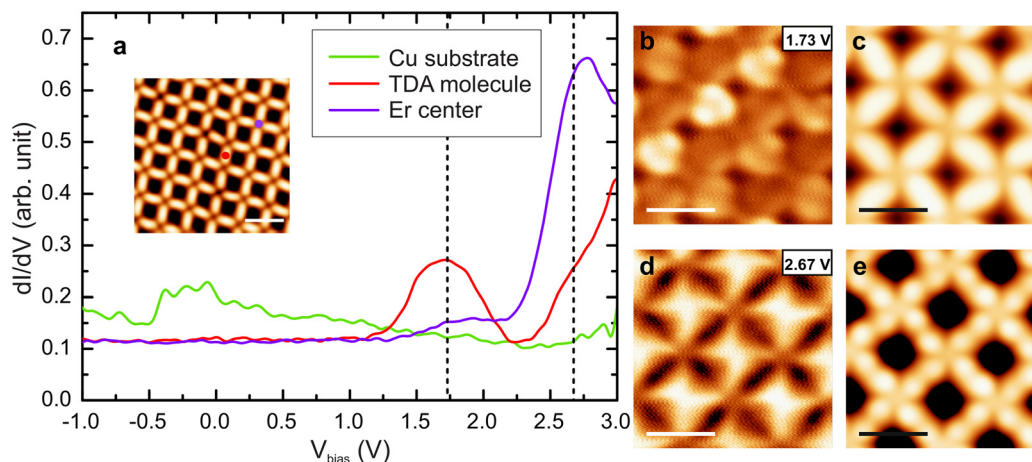 a
Cu substrate
TDA molecule
Er center
dI/dV (arb. unit)
0.7
0.6
0.5
0.4
0.3
0.2
0.1
0.0
-1.0 -0.5 0.0 0.5 1.0 1.5 2.0 2.5 3.0
V_bias (V)
b 1.73 V
c
d 2.67 V
e